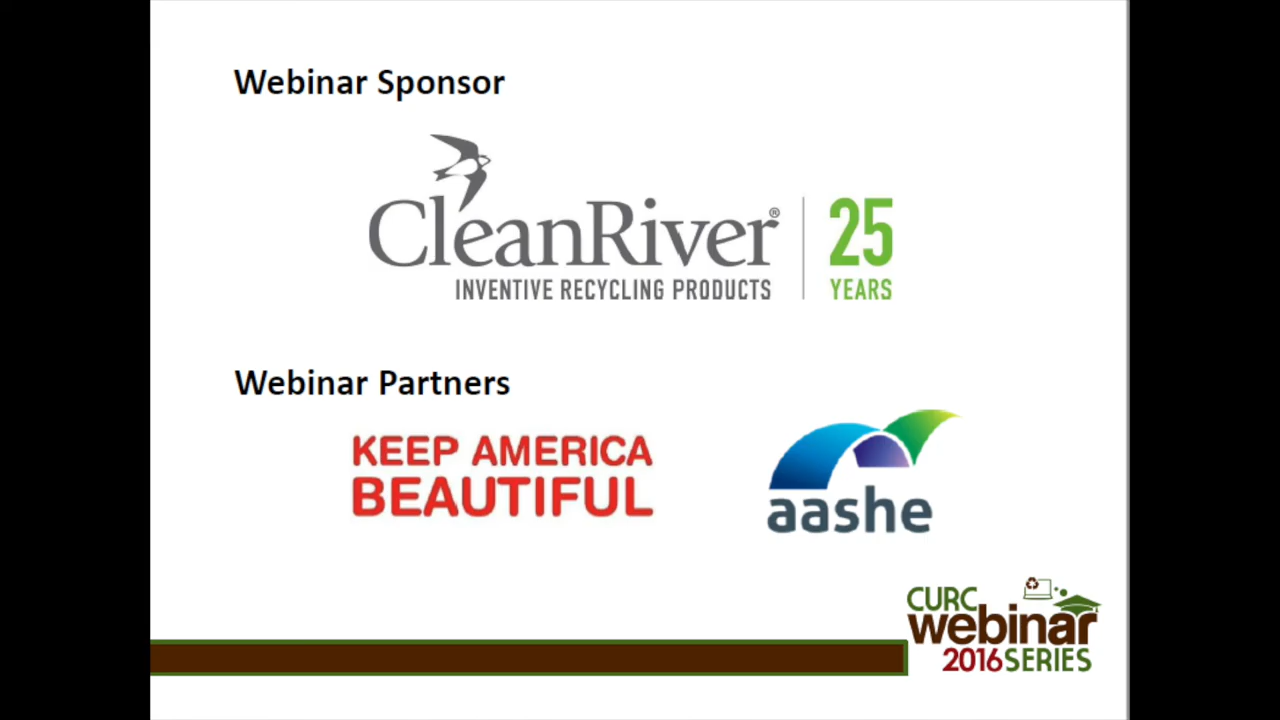 Webinar Sponsor
CleanRiver®
INVENTIVE RECYCLING PRODUCTS
25
YEARS
Webinar Partners
KEEP AMERICA
BEAUTIFUL
aashe
CURC
webinar
2016 SERIES